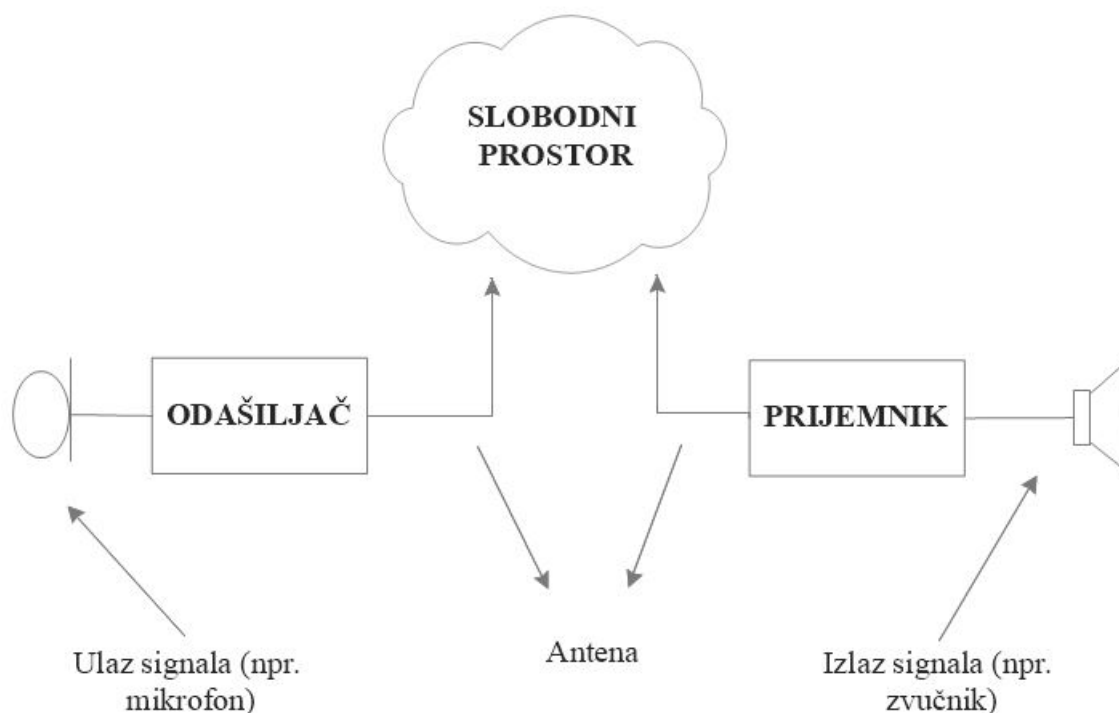 SLOBODNI
PROSTOR
ODAŠILJAČ
PRIJEMNIK
Ulaz signala (npr.
mikrofon)
Antena
Izlaz signala (npr.
zvučnik)